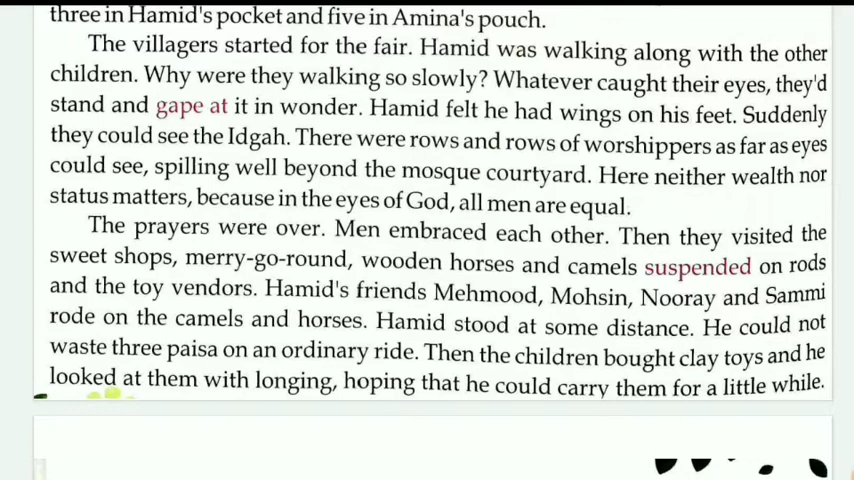 three in Hamid's pocket and five in Amina's pouch.
The villagers started for the fair. Hamid was walking along with the other
children. Why were they walking so slowly? Whatever caught their eyes, they'd
stand and gape at it in wonder. Hamid felt he had wings on his feet. Suddenly
they could see the Idgah. There were rows and rows of worshippers as far as eyes
could see, spilling well beyond the mosque courtyard. Here neither wealth nor
status matters, because in the eyes of God, all men are equal.
The prayers were over. Men embraced each other. Then they visited the
sweet shops, merry-go-round, wooden horses and camels suspended on rods
and the toy vendors. Hamid's friends Mehmood, Mohsin, Nooray and Sammi
rode on the camels and horses. Hamid stood at some distance. He could not
waste three paisa on an ordinary ride. Then the children bought clay toys and he
looked at them with longing, hoping that he could carry them for a little while.